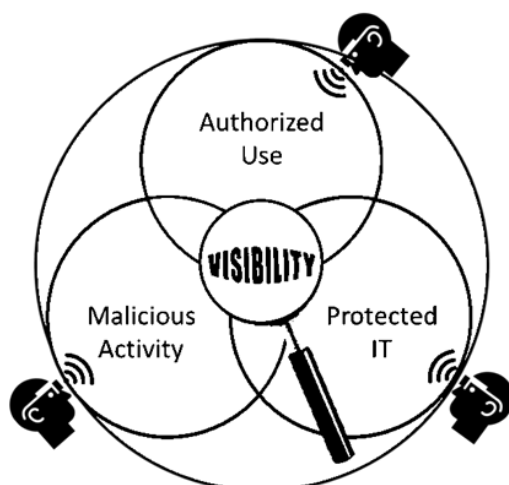 Authorized
Use
VISIBILITY
Malicious
Activity
Protected
IT